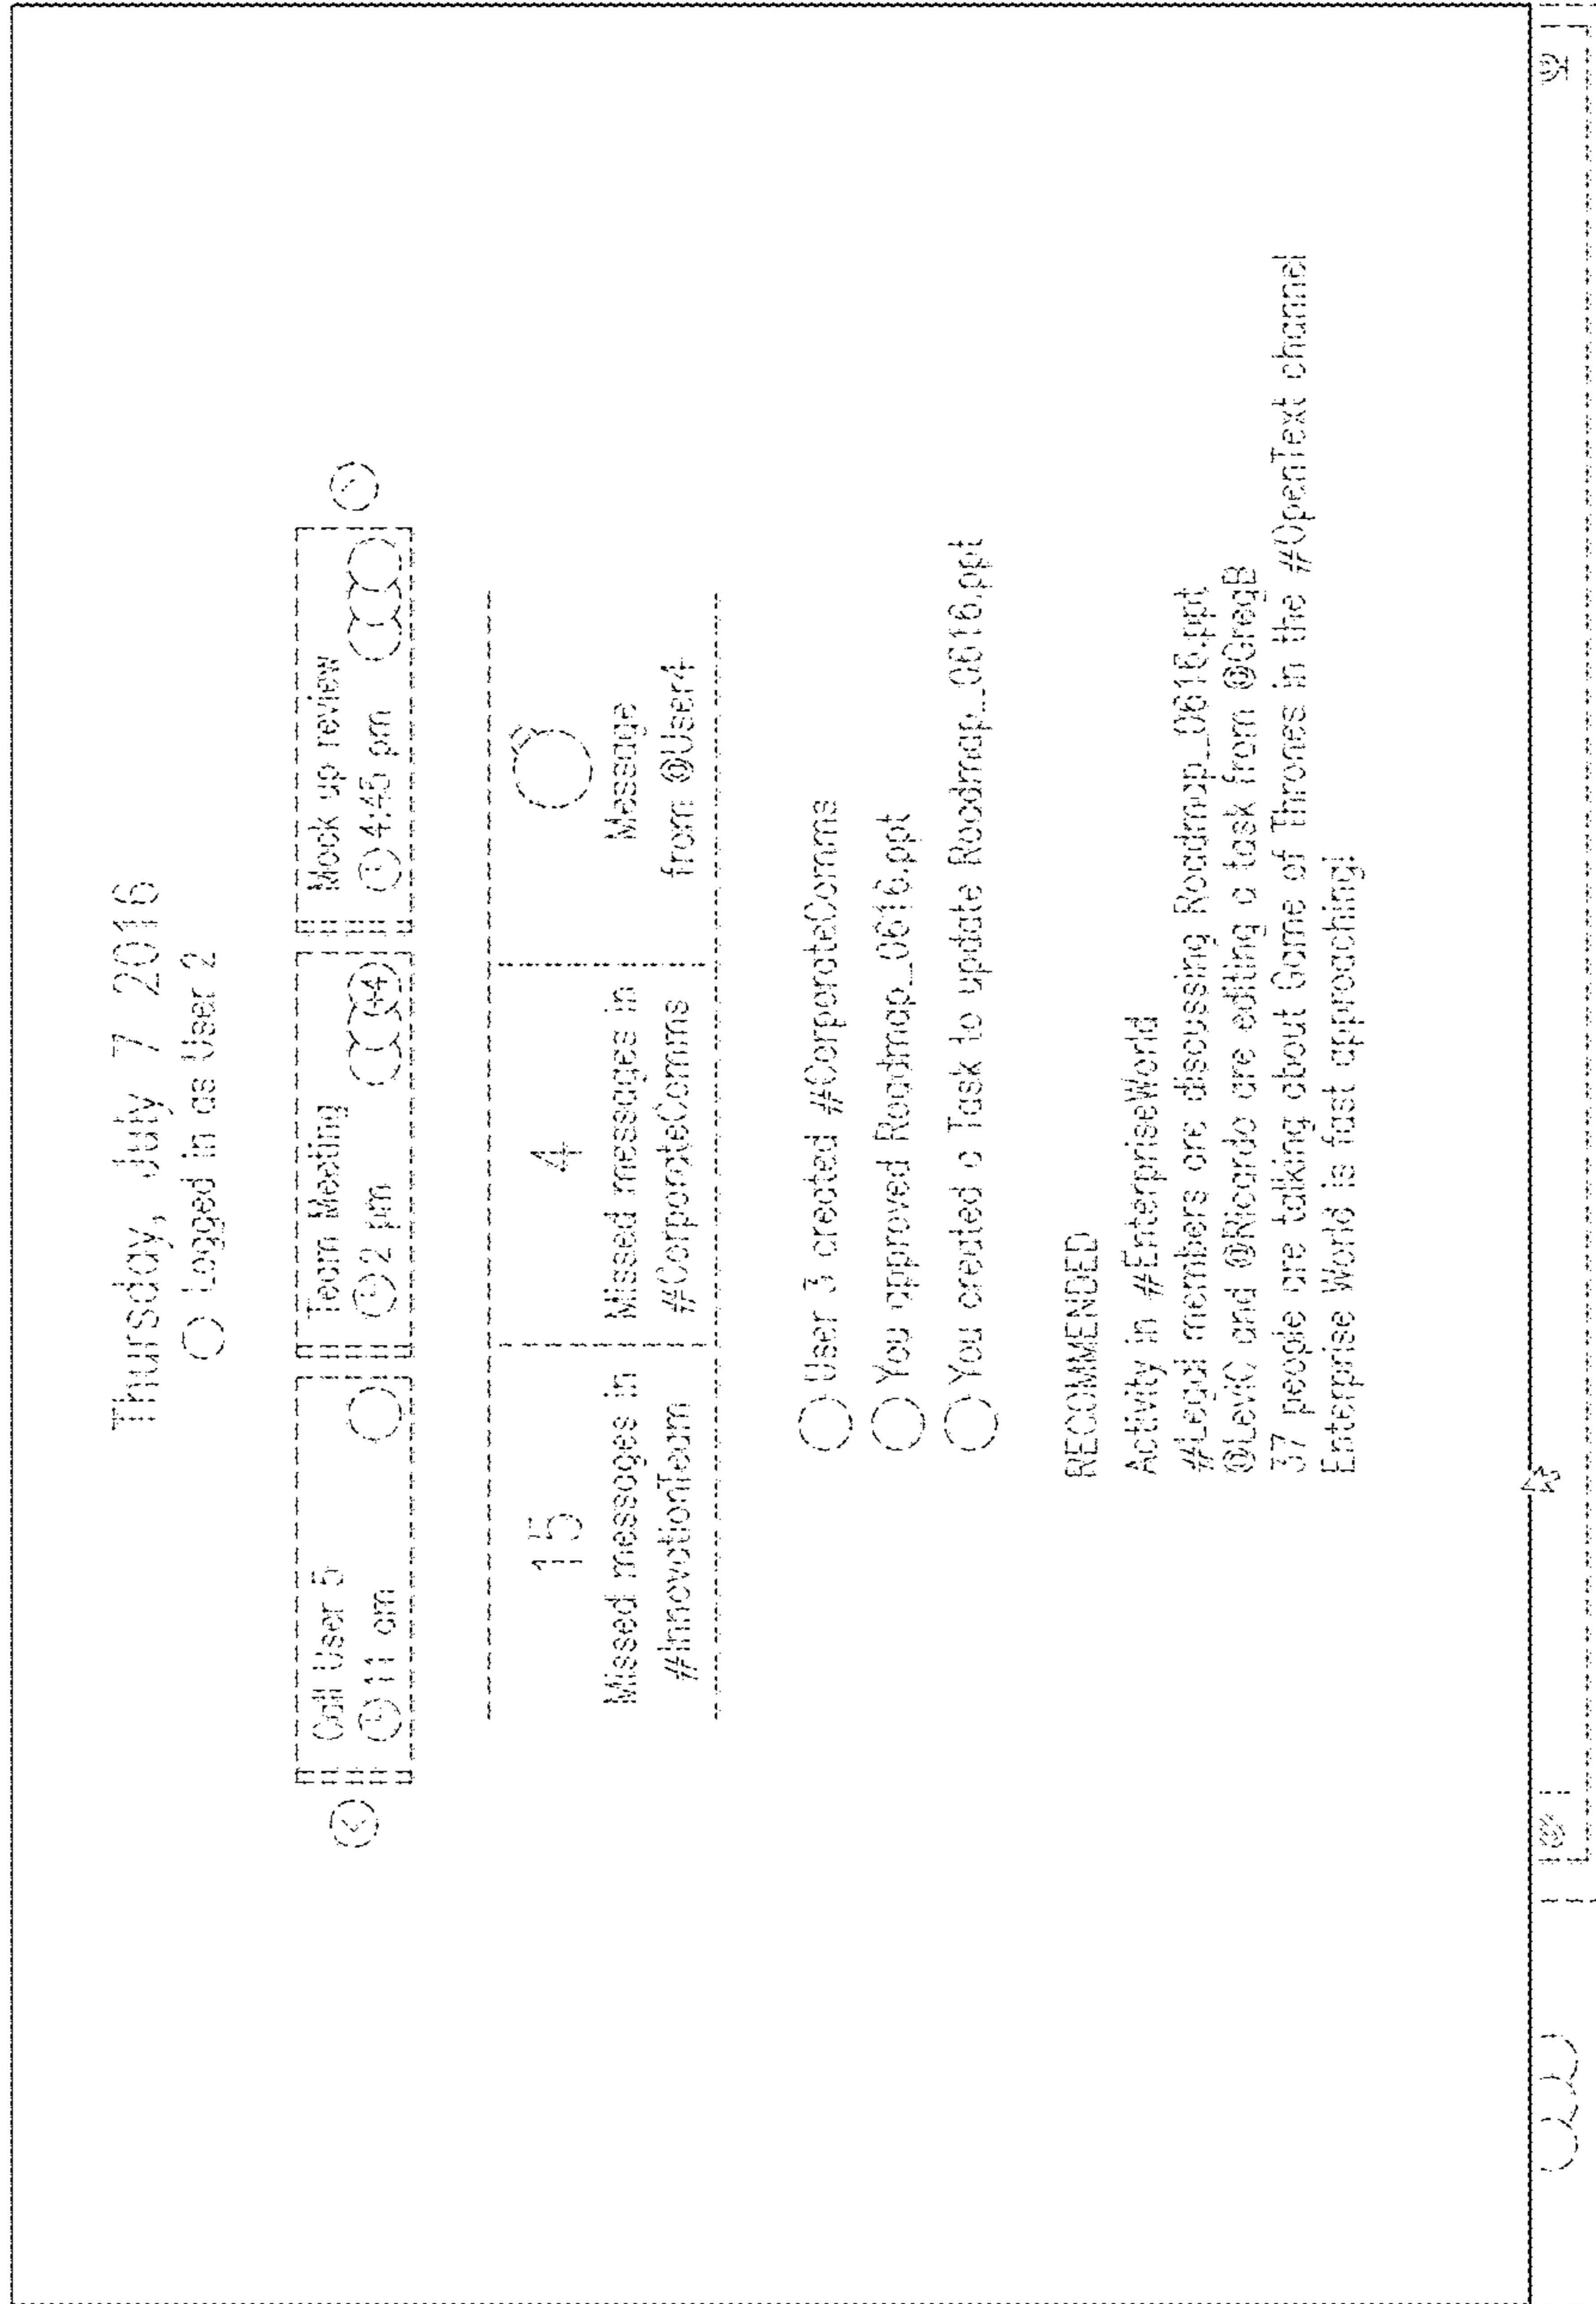 Thursday, July 7 2016
Logged in as User 2
Call User 5
11 am
Team Meeting
2 pm
+4
Mock up review
4:45 pm
15
Missed messages in
#InnovationTeam
4
Missed messages in
#CorporateComms
Message
from @User4
User 3 created #CorporateComms
You approved Roadmap_0616.ppt
You created a Task to update Roadmap_0616.ppt
RECOMMENDED
Activity in #EnterpriseWorld
#Legal members are discussing Roadmap_0616.ppt
@LeviC and @Ricardo are editing a task from @GregB
37 people are talking about Game of Thrones in the #OpenText channel
Enterprise World is fast approaching!